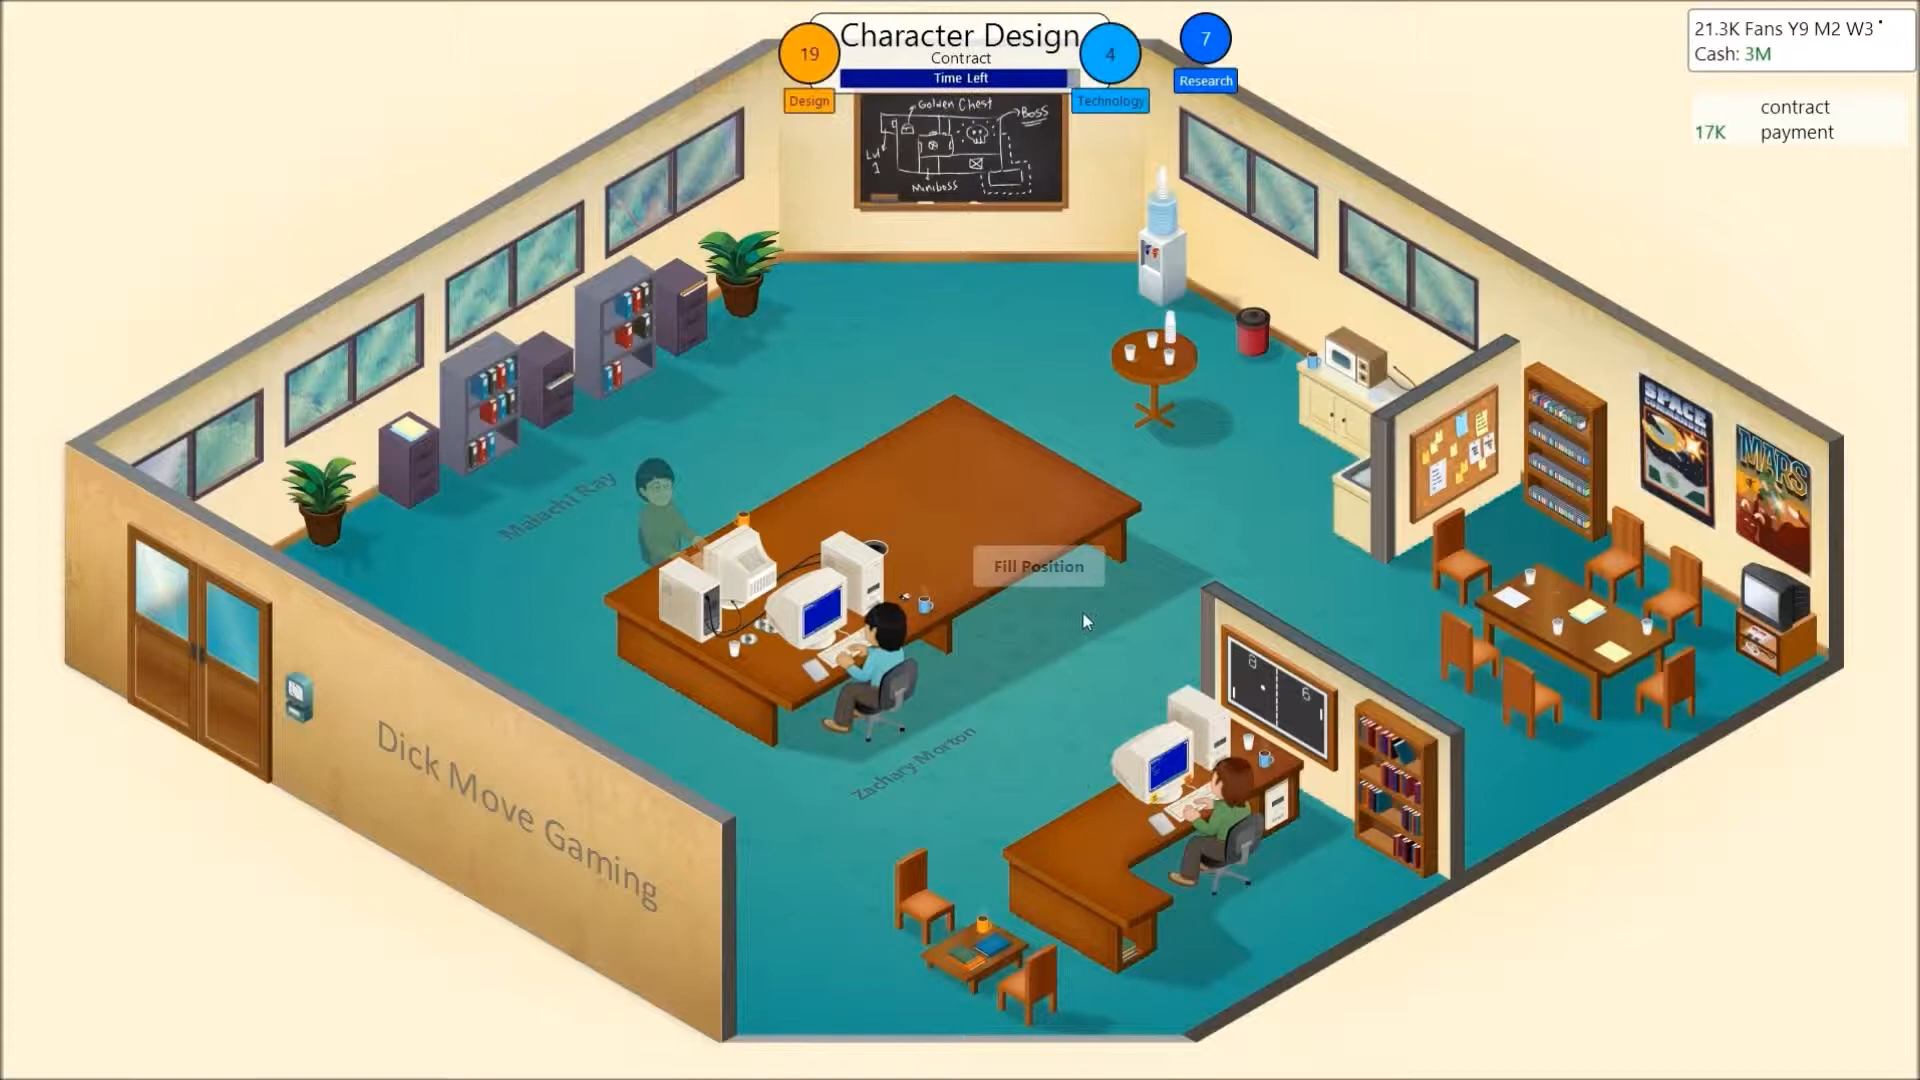 19
Character Design
Contract
Time Left
4
7
Design
Technology
Research
21.3K Fans Y9 M2 W3
Cash: 3M
contract
17K payment
Golden Chest
Boss
Lvl
1
Miniboss
SPACE
MARS
Malachi Ray
Fill Position
Zachary Morton
Dick Move Gaming